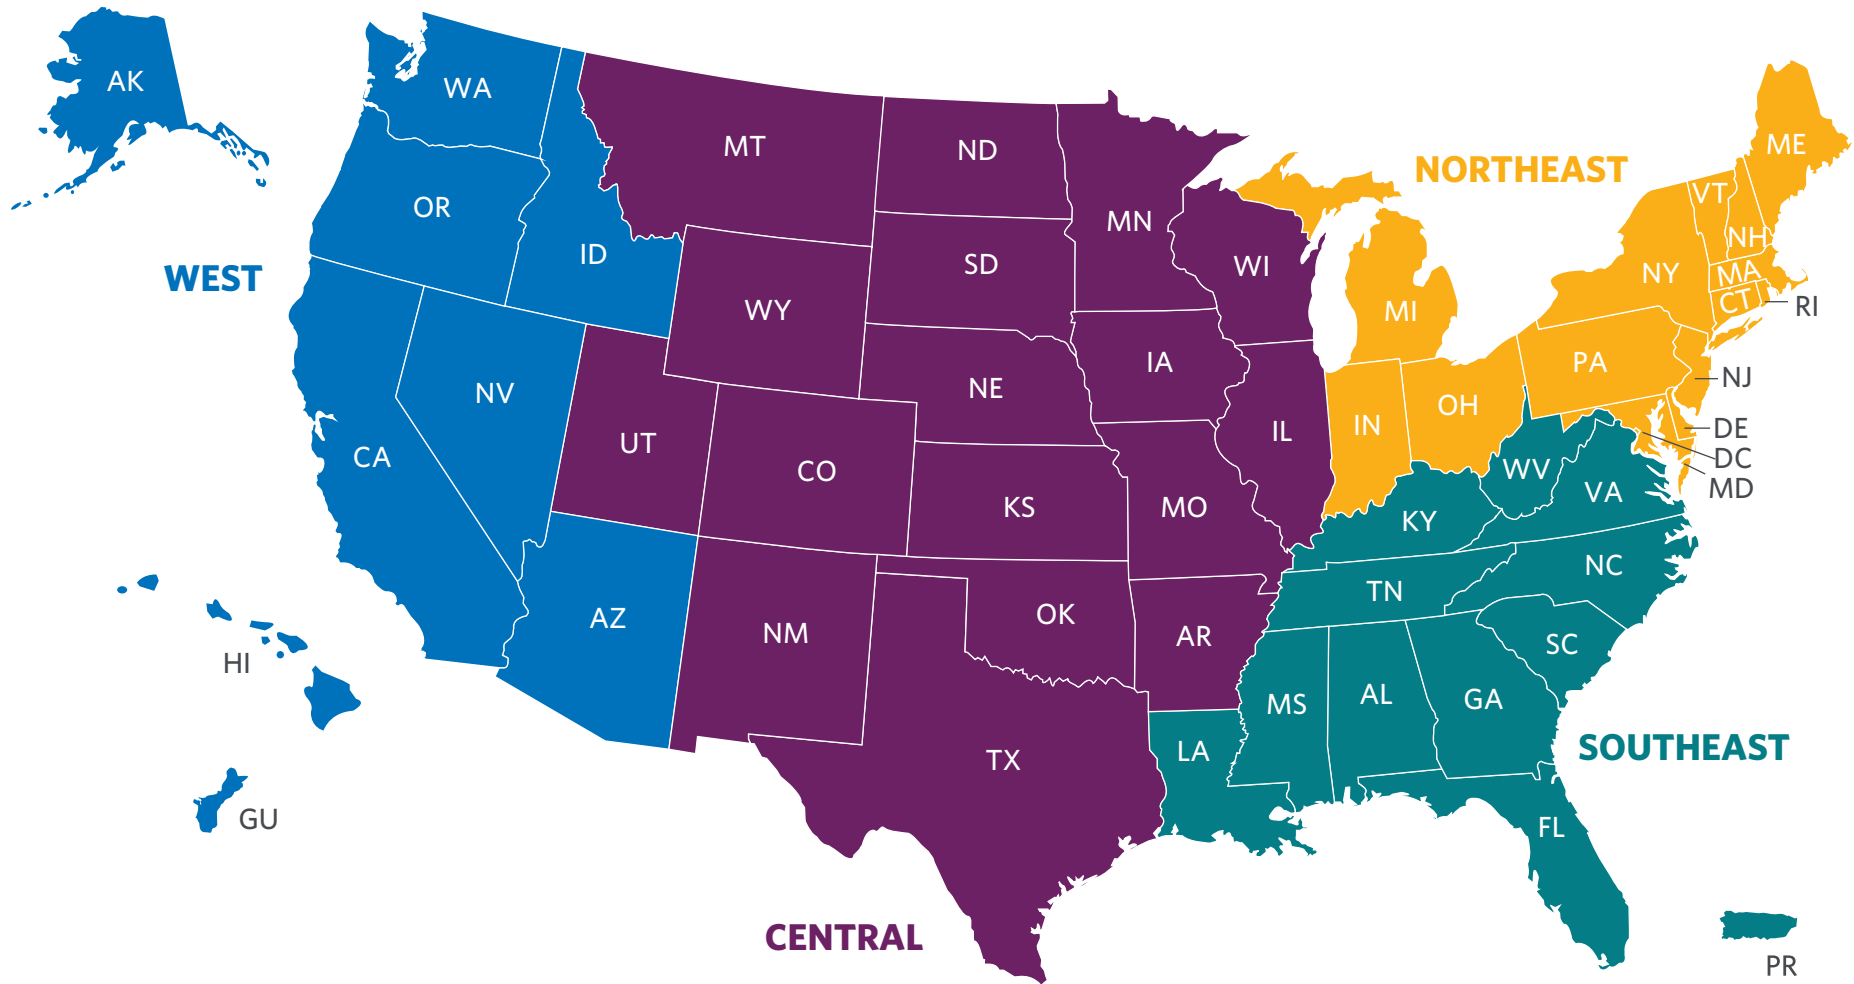 AK
WA
MT
ND
ME
NORTHEAST
VT
OR
MN
NH
WEST
ID
SD
WI
NY
MA
CT
RI
WY
MI
IA
PA
NJ
NV
NE
UT
OH
IN
IL
DE
CA
CO
DC
WV
MD
VA
KS
MO
KY
NC
TN
AZ
NM
OK
AR
SC
HI
MS
AL
GA
SOUTHEAST
LA
TX
GU
FL
CENTRAL
PR